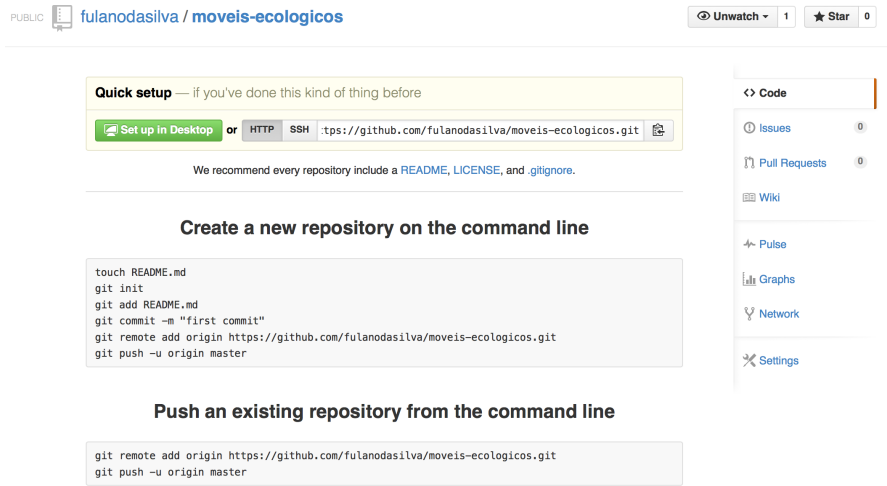 PUBLIC fulanodasilva / moveis-ecologicos
Unwatch 1 Star 0
Quick setup — if you've done this kind of thing before
Set up in Desktop or HTTP SSH tps://github.com/fulanodasilva/moveis-ecologicos.git
We recommend every repository include a README, LICENSE, and .gitignore.
Create a new repository on the command line
touch README.md
git init
git add README.md
git commit -m "first commit"
git remote add origin https://github.com/fulanodasilva/moveis-ecologicos.git
git push -u origin master
Push an existing repository from the command line
git remote add origin https://github.com/fulanodasilva/moveis-ecologicos.git
git push -u origin master
Code
Issues 0
Pull Requests 0
Wiki
Pulse
Graphs
Network
Settings